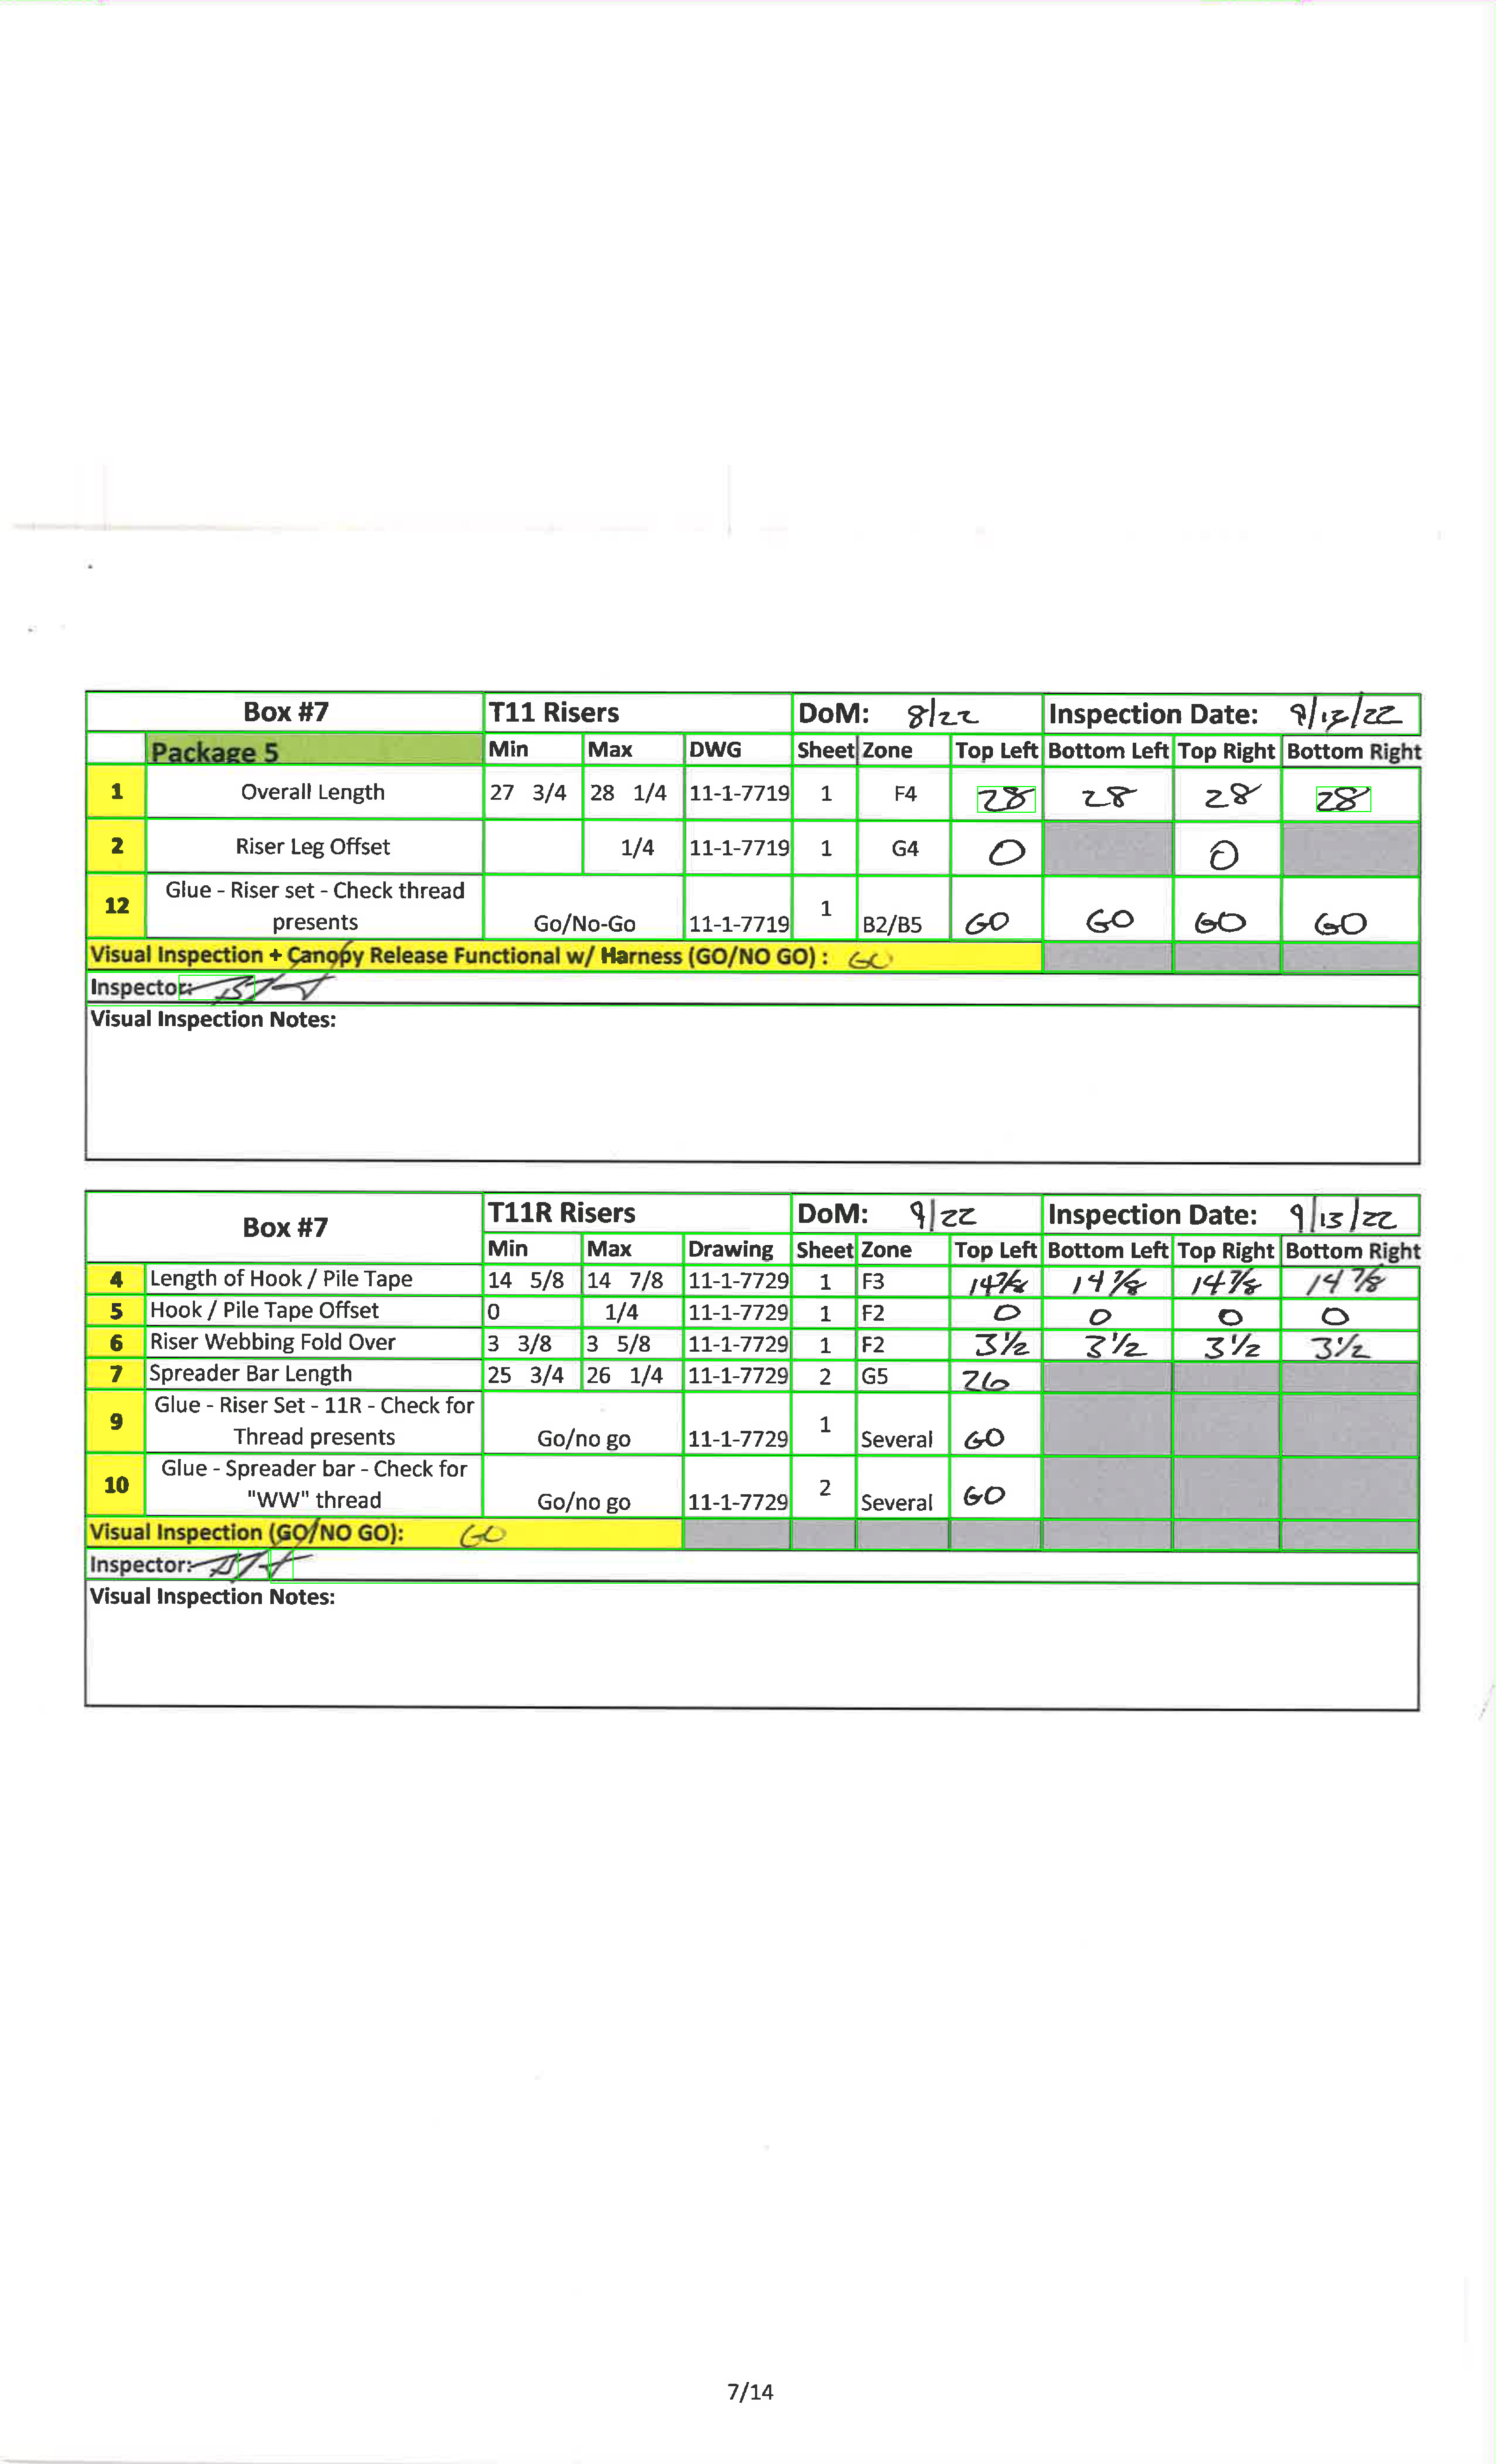 Box #7 T11 Risers DoM: 8/22 Inspection Date: 9/13/22
Package 5 Min Max DWG Sheet Zone Top Left Bottom Left Top Right Bottom Right
1 Overall Length 27 3/4 28 1/4 11-1-7719 1 F4 28 28 28 28
2 Riser Leg Offset 1/4 11-1-7719 1 G4 0 0
12 Glue - Riser set - Check thread
presents Go/No-Go 11-1-7719 1 B2/B5 GO GO GO GO
Visual Inspection + Canopy Release Functional w/ Harness (GO/NO GO) : GO
Inspector:
Visual Inspection Notes:
Box #7 T11R Risers DoM: 9/22 Inspection Date: 9/13/22
Min Max Drawing Sheet Zone Top Left Bottom Left Top Right Bottom Right
4 Length of Hook / Pile Tape 14 5/8 14 7/8 11-1-7729 1 F3 14 7/8 14 7/8 14 7/8 14 7/8
5 Hook / Pile Tape Offset 0 1/4 11-1-7729 1 F2 0 0 0 0
6 Riser Webbing Fold Over 3 3/8 3 5/8 11-1-7729 1 F2 3 1/2 3 1/2 3 1/2 3 1/2
7 Spreader Bar Length 25 3/4 26 1/4 11-1-7729 2 G5 26
9 Glue - Riser Set - 11R - Check for
Thread presents Go/no go 11-1-7729 1 Several GO
10 Glue - Spreader bar - Check for
"WW" thread Go/no go 11-1-7729 2 Several GO
Visual Inspection (GO/NO GO): GO
Inspector:
Visual Inspection Notes:
7/14